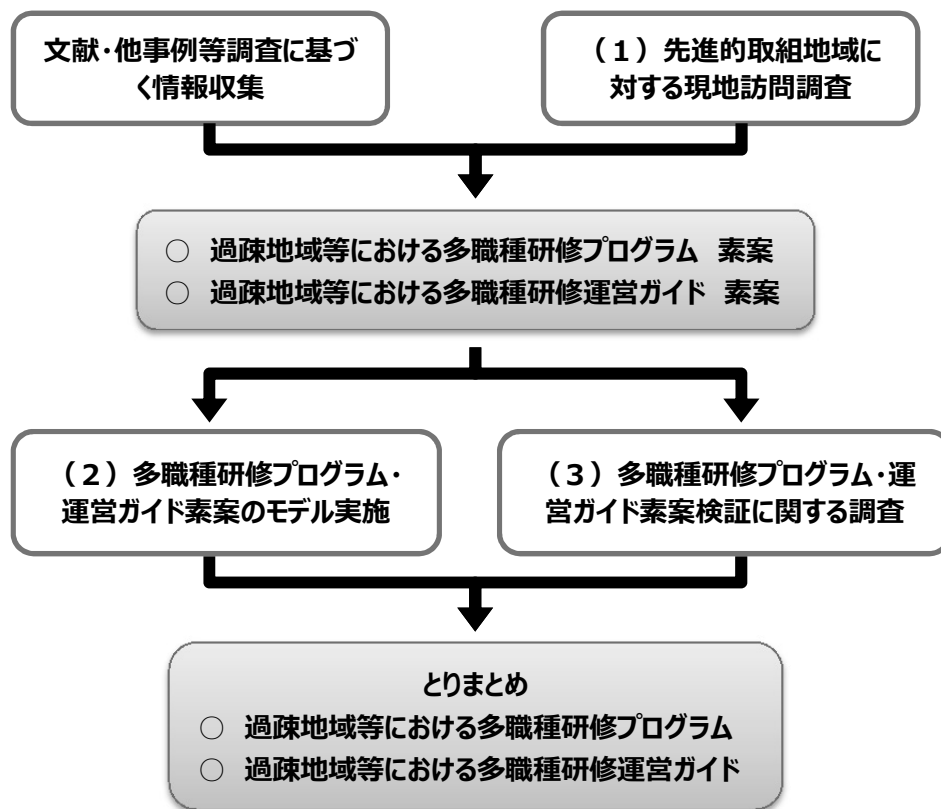 文献・他事例等調査に基づ
く情報収集
（１）先進的取組地域に
対する現地訪問調査
○ 過疎地域等における多職種研修プログラム 素案
○ 過疎地域等における多職種研修運営ガイド 素案
（２）多職種研修プログラム・
運営ガイド素案のモデル実施
（３）多職種研修プログラム・運
営ガイド素案検証に関する調査
とりまとめ
○ 過疎地域等における多職種研修プログラム
○ 過疎地域等における多職種研修運営ガイド